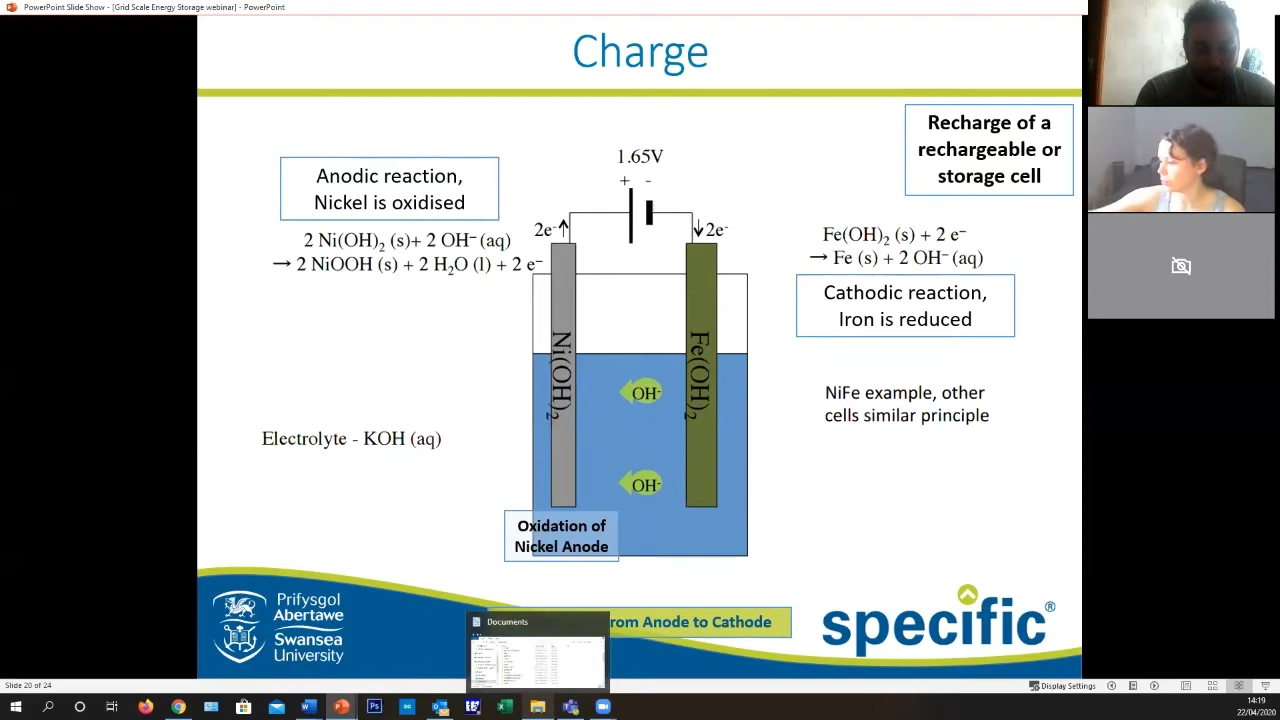 PowerPoint Slide Show - [Grid Scale Energy Storage webinar] - PowerPoint
Charge
Recharge of a
rechargeable or
storage cell
1.65V
+ -
Anodic reaction,
Nickel is oxidised
2e⁻
2e⁻
2 Ni(OH)₂ (s)+ 2 OH⁻ (aq)
→ 2 NiOOH (s) + 2 H₂O (l) + 2 e⁻
Fe(OH)₂ (s) + 2 e⁻
→ Fe (s) + 2 OH⁻ (aq)
Cathodic reaction,
Iron is reduced
Ni(OH)₂
Fe(OH)₂
OH⁻
OH⁻
NiFe example, other
cells similar principle
Electrolyte - KOH (aq)
Oxidation of
Nickel Anode
rom Anode to Cathode
Documents
Prifysgol
Abertawe
Swansea
University
specific®
Display Settings
14:19
22/04/2020